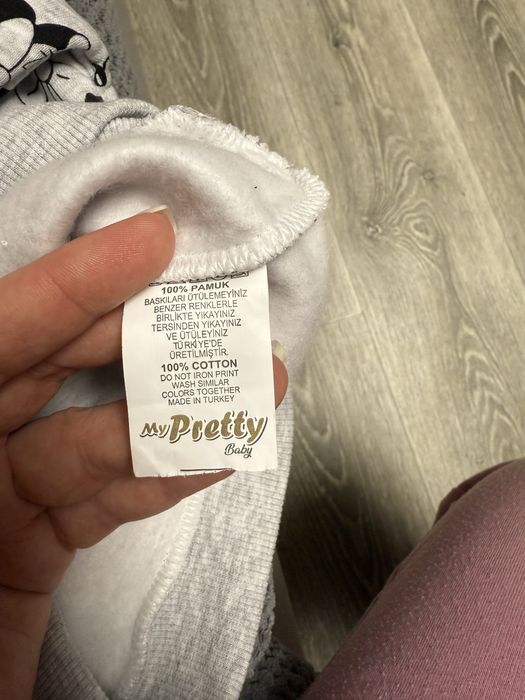 100% PAMUK
BASKILARI ÜTÜLEMEYİNİZ
BENZER RENKLERLE
BİRLİKTE YIKAYINIZ
TERSİNDEN YIKAYINIZ
VE ÜTÜLEYİNİZ
TÜRKİYE'DE
ÜRETİLMİŞTİR.
100% COTTON
DO NOT IRON PRINT
WASH SIMILAR
COLORS TOGETHER
MADE IN TURKEY
My Pretty
Baby